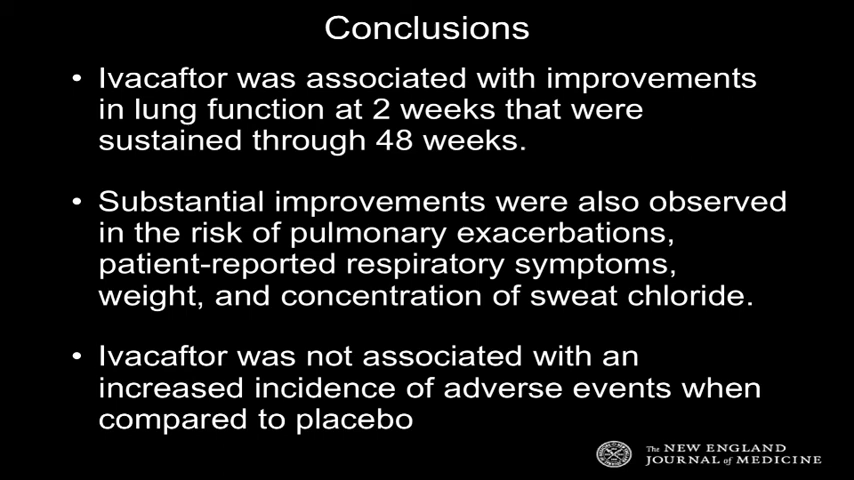 Conclusions
• Ivacaftor was associated with improvements
in lung function at 2 weeks that were
sustained through 48 weeks.
• Substantial improvements were also observed
in the risk of pulmonary exacerbations,
patient-reported respiratory symptoms,
weight, and concentration of sweat chloride.
• Ivacaftor was not associated with an
increased incidence of adverse events when
compared to placebo
The NEW ENGLAND
JOURNAL of MEDICINE